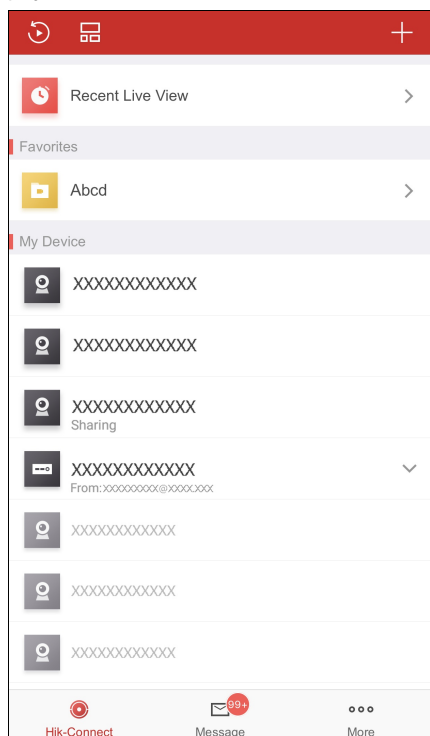 Recent Live View
Favorites
Abcd
My Device
XXXXXXXXXXXX
XXXXXXXXXXXX
XXXXXXXXXXXX
Sharing
XXXXXXXXXXXX
From:XXXXXXXXX@XXXX.XXX
XXXXXXXXXXXX
XXXXXXXXXXXX
XXXXXXXXXXXX
99+
Hik-Connect Message More